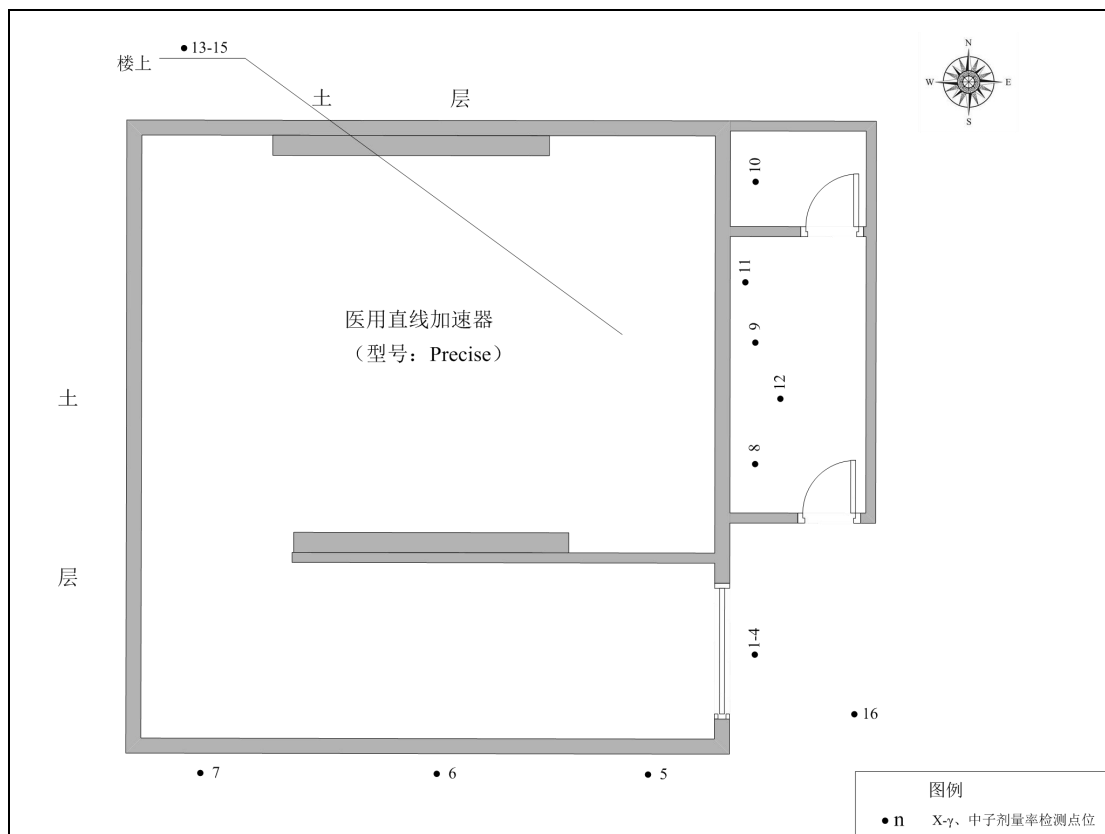 13-15
楼上
土 层
N
W E
S
10
11
医用直线加速器
(型号：Precise)
9
12
土
8
层
1-4
16
7
6
5
图例
n X-γ、中子剂量率检测点位